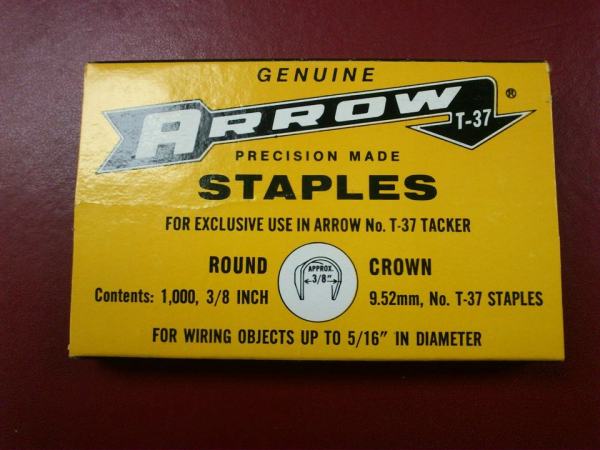 GENUINE
ARROW ®
T-37
PRECISION MADE
STAPLES
FOR EXCLUSIVE USE IN ARROW No. T-37 TACKER
ROUND CROWN
APPROX.
3/8"
Contents: 1,000, 3/8 INCH 9.52mm, No. T-37 STAPLES
FOR WIRING OBJECTS UP TO 5/16" IN DIAMETER